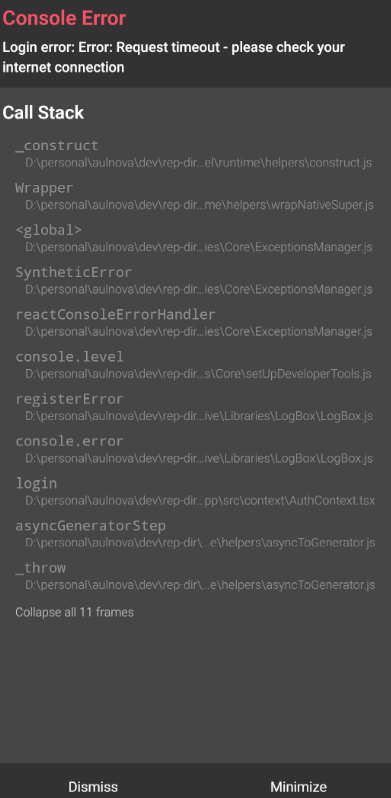 Console Error
Login error: Error: Request timeout - please check your
internet connection
Call Stack
_construct
D:\personal\aulnova\dev\rep-dir...el\runtime\helpers\construct.js
Wrapper
D:\personal\aulnova\dev\rep-dir...me\helpers\wrapNativeSuper.js
<global>
D:\personal\aulnova\dev\rep-dir...ies\Core\ExceptionsManager.js
SyntheticError
D:\personal\aulnova\dev\rep-dir...ies\Core\ExceptionsManager.js
reactConsoleErrorHandler
D:\personal\aulnova\dev\rep-dir...ies\Core\ExceptionsManager.js
console.level
D:\personal\aulnova\dev\rep-dir...s\Core\setUpDeveloperTools.js
registerError
D:\personal\aulnova\dev\rep-dir...ive\Libraries\LogBox\LogBox.js
console.error
D:\personal\aulnova\dev\rep-dir...ive\Libraries\LogBox\LogBox.js
login
D:\personal\aulnova\dev\rep-dir...pp\src\context\AuthContext.tsx
asyncGeneratorStep
D:\personal\aulnova\dev\rep-dir\...e\helpers\asyncToGenerator.js
_throw
D:\personal\aulnova\dev\rep-dir\...e\helpers\asyncToGenerator.js
Collapse all 11 frames
Dismiss
Minimize